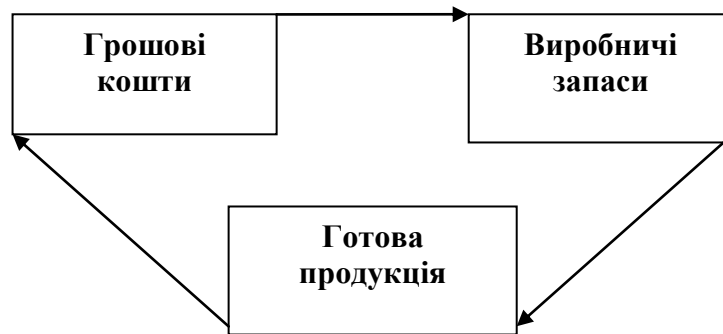 Грошові
кошти
Виробничі
запаси
Готова
продукція